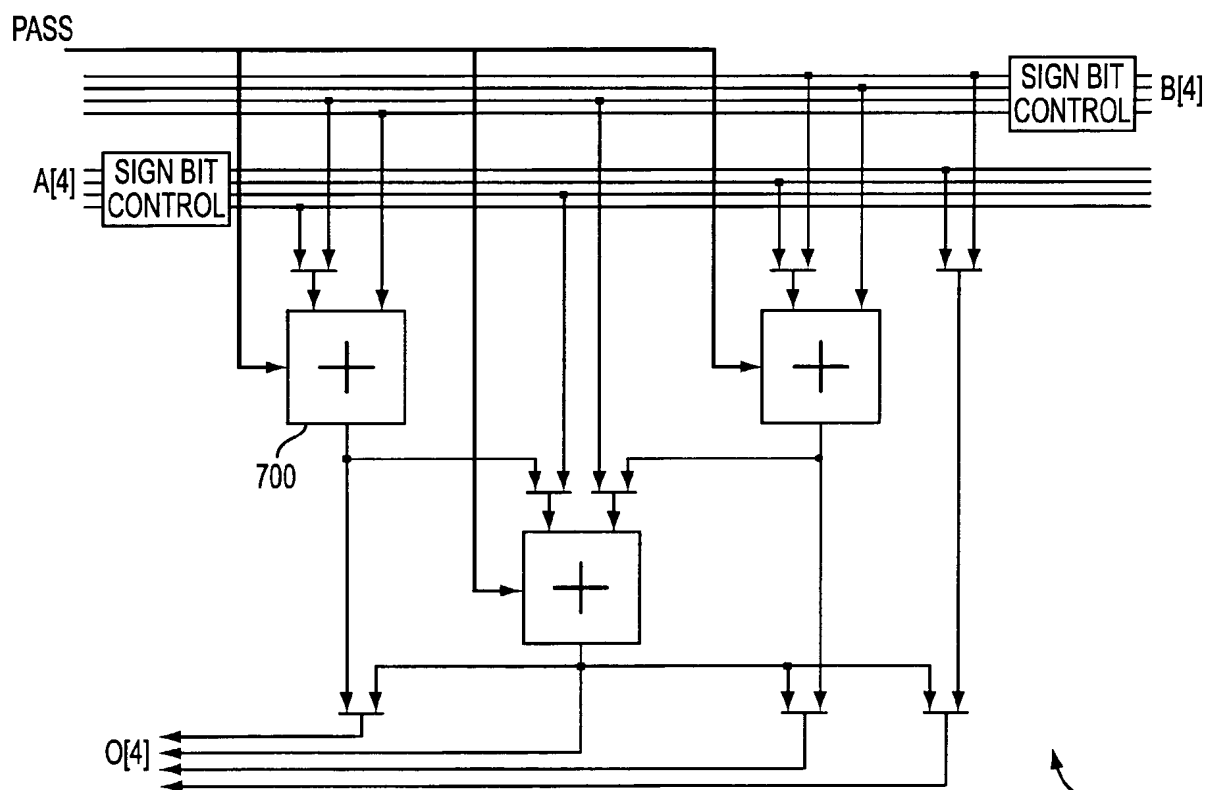 PASS
SIGN BIT
CONTROL
B[4]
A[4]
SIGN BIT
CONTROL
+
+
700
+
O[4]